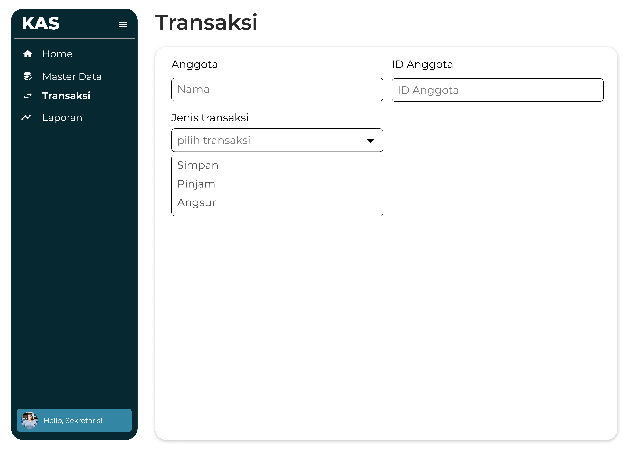 KAS
Home
Master Data
Transaksi
Laporan
Hello, Sekretaris!
Transaksi
Anggota
ID Anggota
Nama
ID Anggota
Jenis transaksi
pilih transaksi
Simpan
Pinjam
Angsur